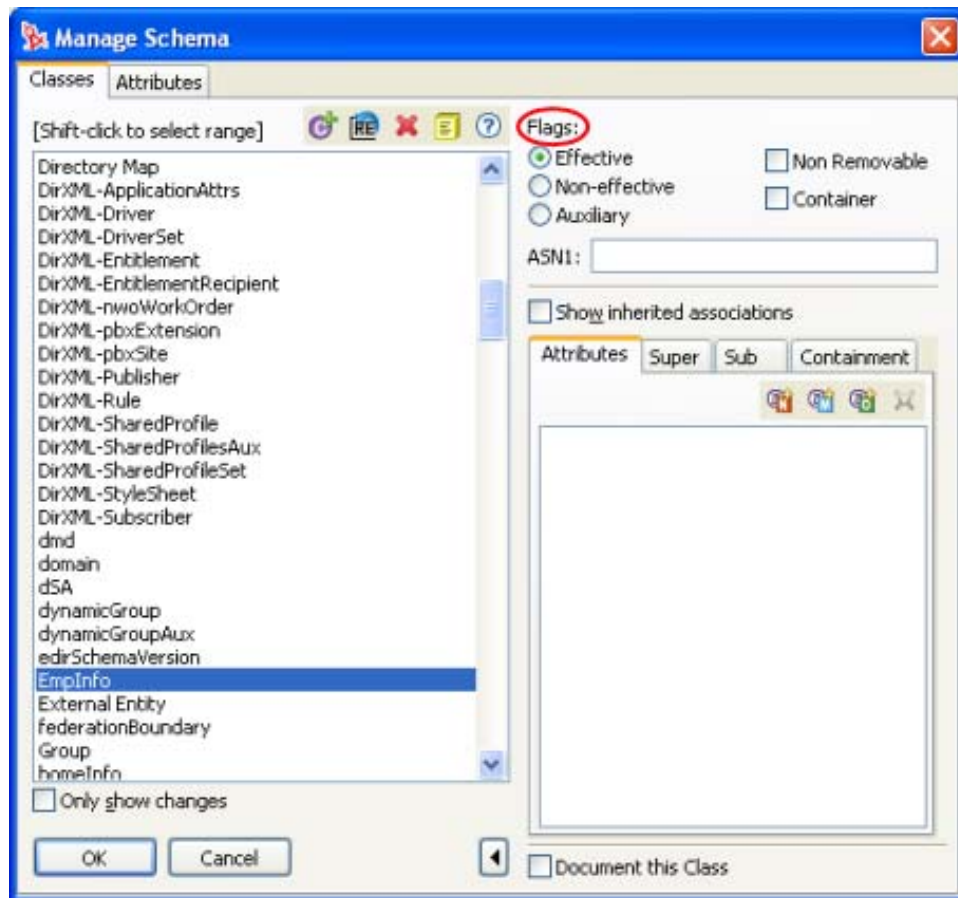 Manage Schema
Classes
Attributes
[Shift-click to select range]
RE
Directory Map
DirXML-ApplicationAttrs
DirXML-Driver
DirXML-DriverSet
DirXML-Entitlement
DirXML-EntitlementRecipient
DirXML-nwoWorkOrder
DirXML-pbxExtension
DirXML-pbxSite
DirXML-Publisher
DirXML-Rule
DirXML-SharedProfile
DirXML-SharedProfilesAux
DirXML-SharedProfileSet
DirXML-StyleSheet
DirXML-Subscriber
dmd
domain
dSA
dynamicGroup
dynamicGroupAux
edirSchemaVersion
EmpInfo
External Entity
federationBoundary
Group
homeInfo
Only show changes
OK
Cancel
Flags:
Effective
Non-effective
Auxiliary
Non Removable
Container
ASN1:
Show inherited associations
Attributes
Super
Sub
Containment
Document this Class